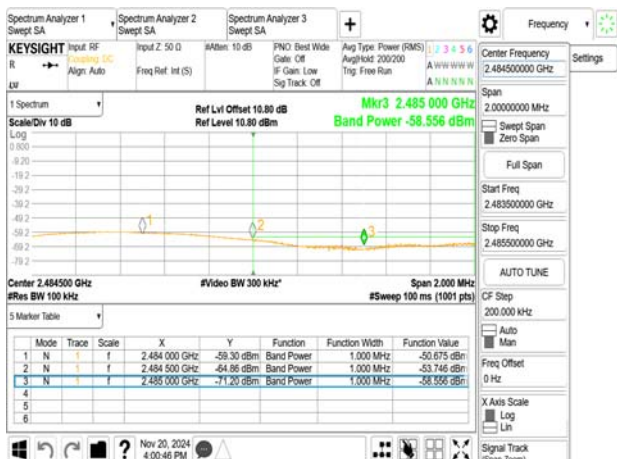 Spectrum Analyzer 1
Swept SA
Spectrum Analyzer 2
Swept SA
Spectrum Analyzer 3
Swept SA
+
Frequency
KEYSIGHT
R
LVI
Input: RF
Coupling: DC
Align: Auto
Input Z: 50 Ω
Freq Ref: Int (S)
#Atten: 10 dB
PNO: Best Wide
Gate: Off
IF Gain: Low
Sig Track: Off
Avg Type: Power (RMS)
Avg|Hold: 200/200
Trig: Free Run
1 2 3 4 5 6
A W W W W W
A N N N N N
1 Spectrum
Scale/Div 10 dB
Log
Ref Lvl Offset 10.80 dB
Ref Level 10.80 dBm
Mkr3 2.485 000 GHz
Band Power -58.556 dBm
0.800
-9.20
-19.2
-29.2
-39.2
-49.2
-59.2
-69.2
-79.2
1
2
3
Center 2.484500 GHz
#Res BW 100 kHz
#Video BW 300 kHz*
Span 2.000 MHz
#Sweep 100 ms (1001 pts)
5 Marker Table
Mode Trace Scale X Y Function Function Width Function Value
1 N 1 f 2.484 000 GHz -59.30 dBm Band Power 1.000 MHz -50.675 dBm
2 N 1 f 2.484 500 GHz -64.86 dBm Band Power 1.000 MHz -53.746 dBm
3 N 1 f 2.485 000 GHz -71.20 dBm Band Power 1.000 MHz -58.556 dBm
4
5
6
?
Nov 20, 2024
4:00:46 PM
Center Frequency
2.484500000 GHz
Settings
Span
2.00000000 MHz
Swept Span
Zero Span
Full Span
Start Freq
2.483500000 GHz
Stop Freq
2.485500000 GHz
AUTO TUNE
CF Step
200.000 kHz
Auto
Man
Freq Offset
0 Hz
X Axis Scale
Log
Lin
Signal Track